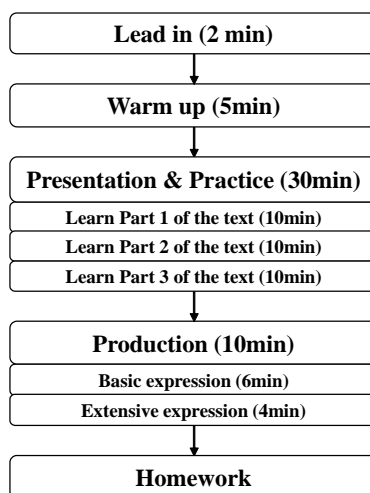 Lead in (2 min)
Warm up (5min)
Presentation & Practice (30min)
Learn Part 1 of the text (10min)
Learn Part 2 of the text (10min)
Learn Part 3 of the text (10min)
Production (10min)
Basic expression (6min)
Extensive expression (4min)
Homework